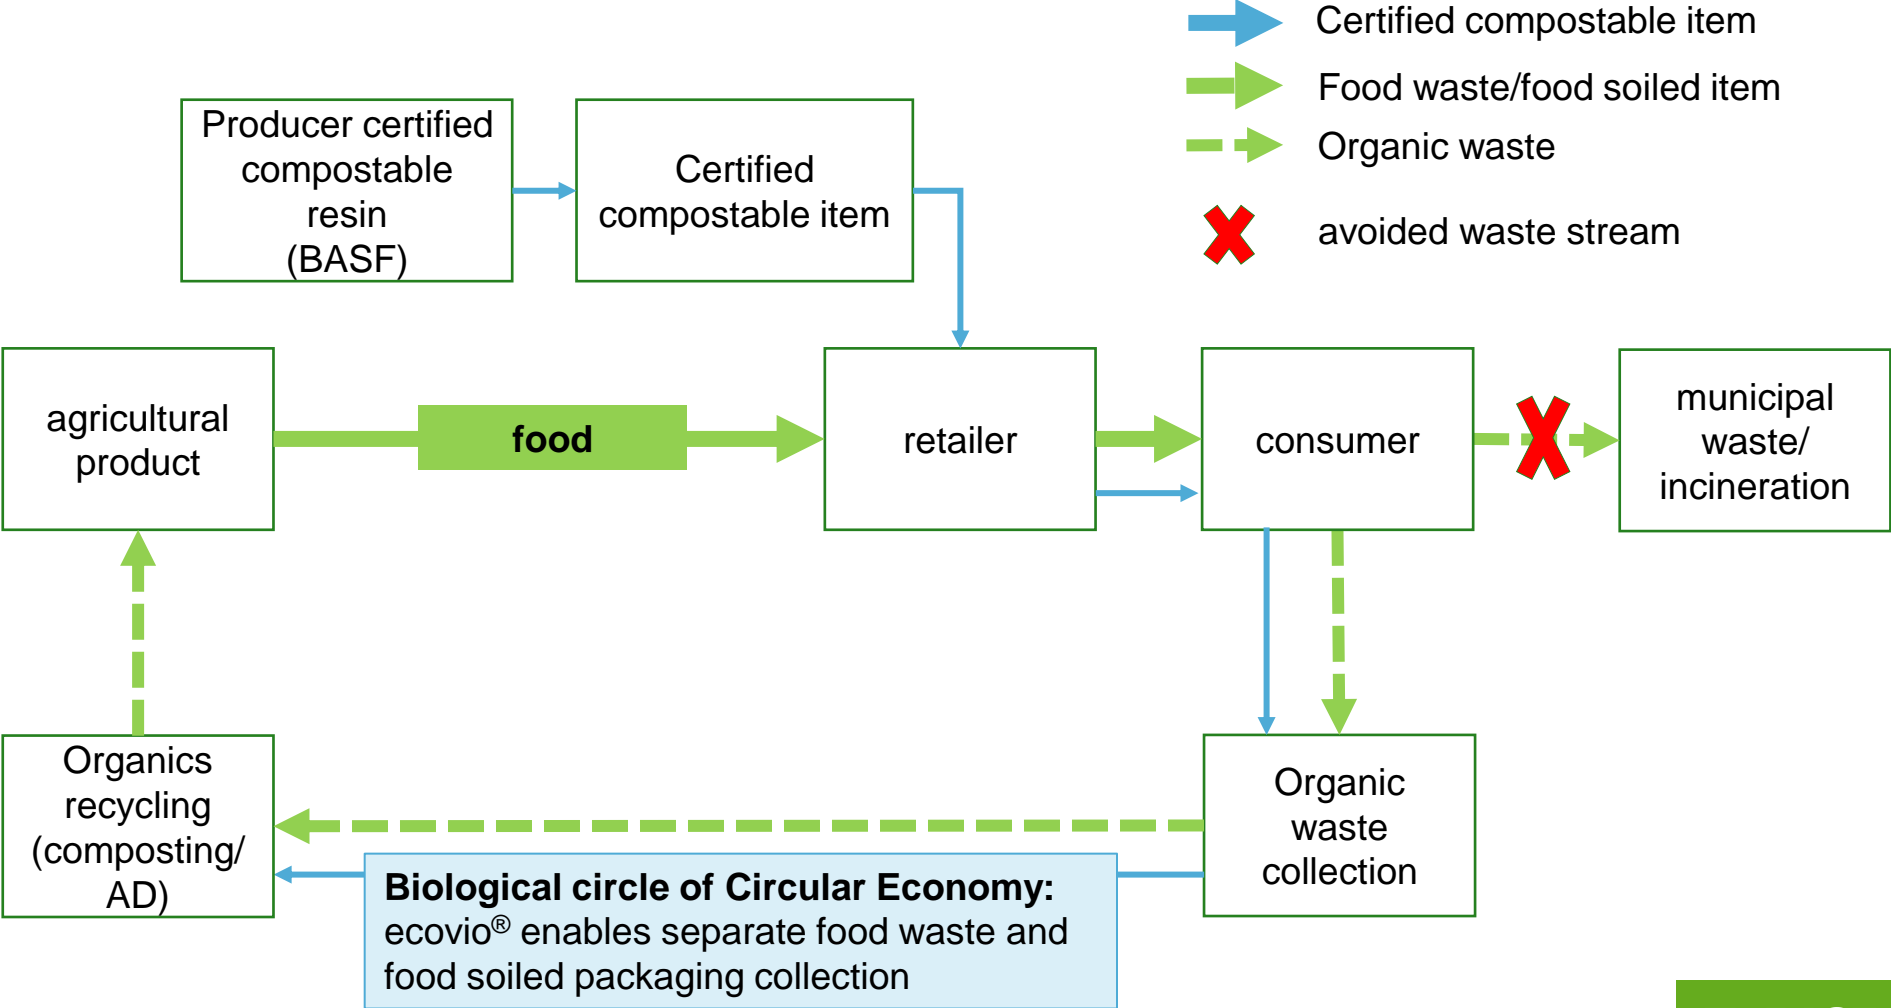 Certified compostable item
Food waste/food soiled item
Organic waste
avoided waste stream
Producer certified
compostable
resin
(BASF)
Certified
compostable item
agricultural
product
food
retailer
consumer
municipal
waste/
incineration
Organics
recycling
(composting/
AD)
Organic
waste
collection
Biological circle of Circular Economy:
ecovio® enables separate food waste and
food soiled packaging collection